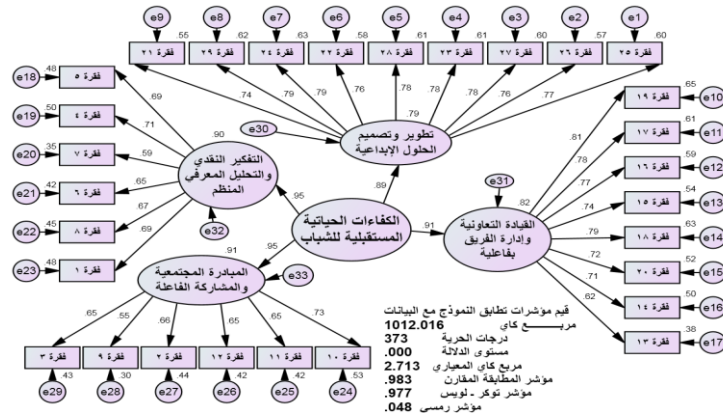 e9 e8 e7 e6 e5 e4 e3 e2 e1
.55 .62 .63 .58 .61 .61 .60 .57 .60
فقرة ٢١ فقرة ٢٩ فقرة ٢٤ فقرة ٢٢ فقرة ٢٨ فقرة ٢٣ فقرة ٢٧ فقرة ٢٦ فقرة ٢٥
.74 .79 .79 .76 .78 .78 .78 .76 .77
.79
e30
تطوير وتصميم
الحلول الإبداعية
.89
e18 .48 فقرة ٥ .69
e19 .50 فقرة ٤ .71
e20 .35 فقرة ٧ .59
e21 .42 فقرة ٦ .65
e22 .45 فقرة ٨ .67
e23 .48 فقرة ١ .69
.90
التفكير النقدي
والتحليل المعرفي
المنظم
e32
.95
الكفاءات الحياتية
المستقبلية للشباب
.91
e31
.82
القيادة التعاونية
وإدارة الفريق
بفاعلية
.81 فقرة ١٩ .65 e10
.78 فقرة ١٧ .61 e11
.77 فقرة ١٦ .59 e12
.74 فقرة ١٥ .54 e13
.79 فقرة ١٨ .63 e14
.72 فقرة ٢٠ .52 e15
.71 فقرة ١٤ .50 e16
.62 فقرة ١٣ .38 e17
.95
.91
المبادرة المجتمعية
والمشاركة الفاعلة
e33
.65 .55 .66 .65 .65 .73
فقرة ٣ فقرة ٩ فقرة ٢ فقرة ١٢ فقرة ١١ فقرة ١٠
.43 .30 .44 .42 .42 .53
e29 e28 e27 e26 e25 e24
قيم مؤشرات تطابق النموذج مع البيانات
مربـــــع كاي 1012.016
درجات الحرية 373
مستوى الدلالة .000
مربع كاي المعياري 2.713
مؤشر المطابقة المقارن .983
مؤشر توكر ـ لويس .977
مؤشر رمسي .048